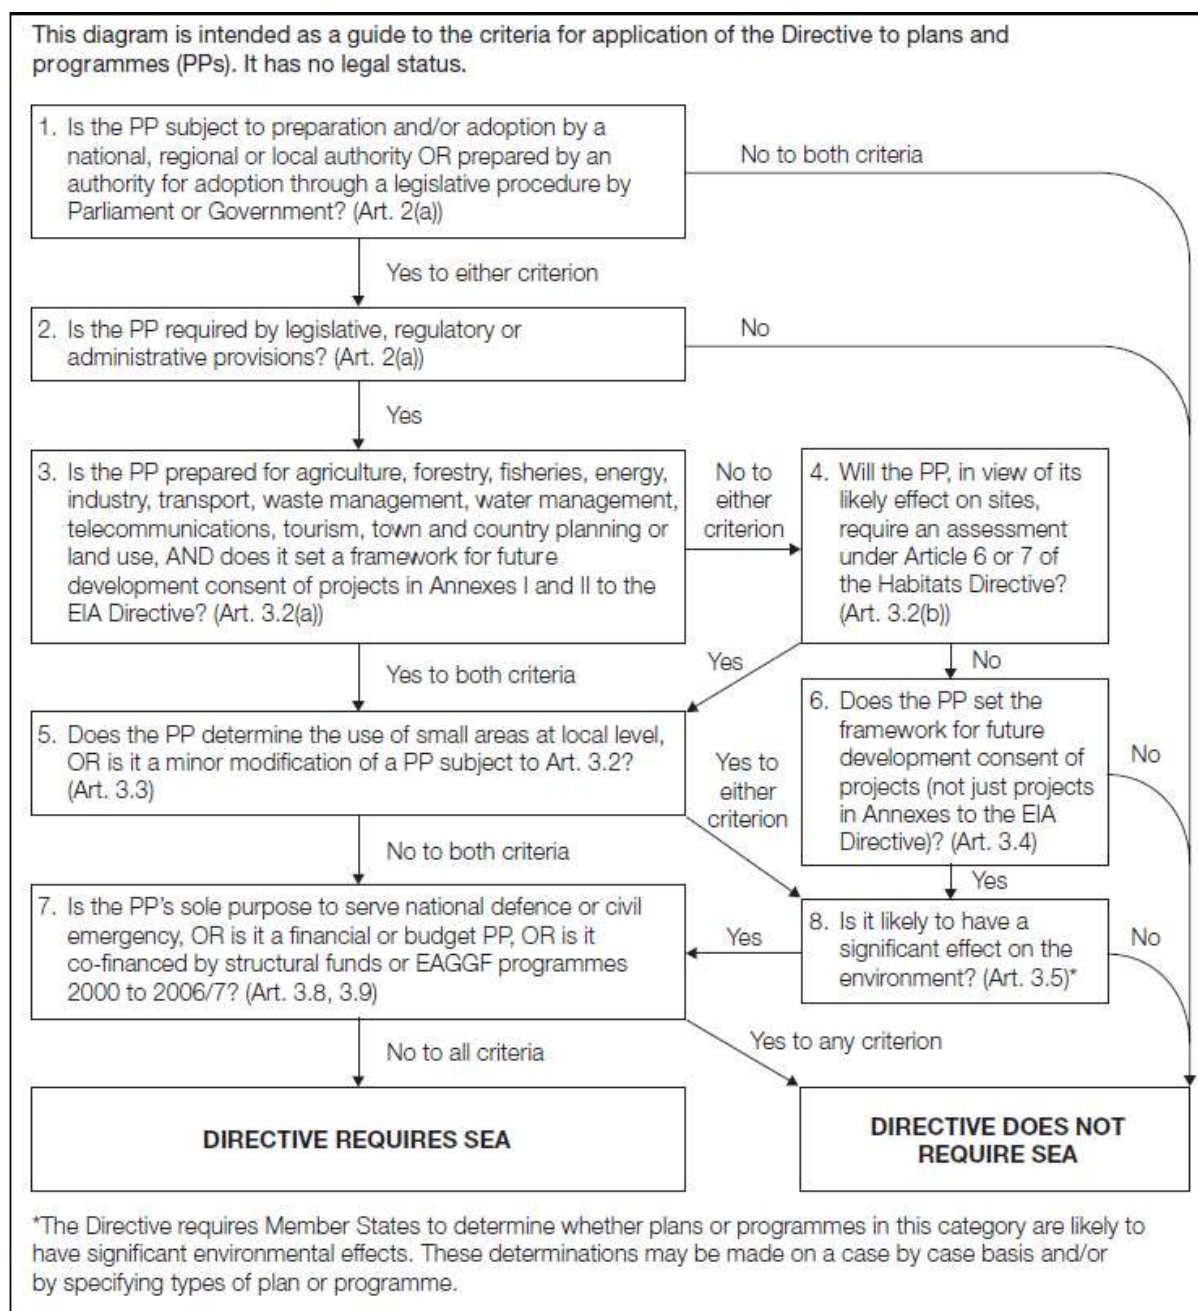 This diagram is intended as a guide to the criteria for application of the Directive to plans and
programmes (PPs). It has no legal status.
1. Is the PP subject to preparation and/or adoption by a
national, regional or local authority OR prepared by an
authority for adoption through a legislative procedure by
Parliament or Government? (Art. 2(a))
No to both criteria
Yes to either criterion
2. Is the PP required by legislative, regulatory or
administrative provisions? (Art. 2(a))
No
Yes
3. Is the PP prepared for agriculture, forestry, fisheries, energy,
industry, transport, waste management, water management,
telecommunications, tourism, town and country planning or
land use, AND does it set a framework for future
development consent of projects in Annexes I and II to the
EIA Directive? (Art. 3.2(a))
No to
either
criterion
4. Will the PP, in view of its
likely effect on sites,
require an assessment
under Article 6 or 7 of
the Habitats Directive?
(Art. 3.2(b))
Yes to both criteria
Yes
No
5. Does the PP determine the use of small areas at local level,
OR is it a minor modification of a PP subject to Art. 3.2?
(Art. 3.3)
Yes to
either
criterion
6. Does the PP set the
framework for future
development consent of
projects (not just projects
in Annexes to the EIA
Directive)? (Art. 3.4)
No
No to both criteria
Yes
7. Is the PP's sole purpose to serve national defence or civil
emergency, OR is it a financial or budget PP, OR is it
co-financed by structural funds or EAGGF programmes
2000 to 2006/7? (Art. 3.8, 3.9)
Yes
8. Is it likely to have a
significant effect on the
environment? (Art. 3.5)*
No
No to all criteria
Yes to any criterion
DIRECTIVE REQUIRES SEA
DIRECTIVE DOES NOT
REQUIRE SEA
*The Directive requires Member States to determine whether plans or programmes in this category are likely to
have significant environmental effects. These determinations may be made on a case by case basis and/or
by specifying types of plan or programme.